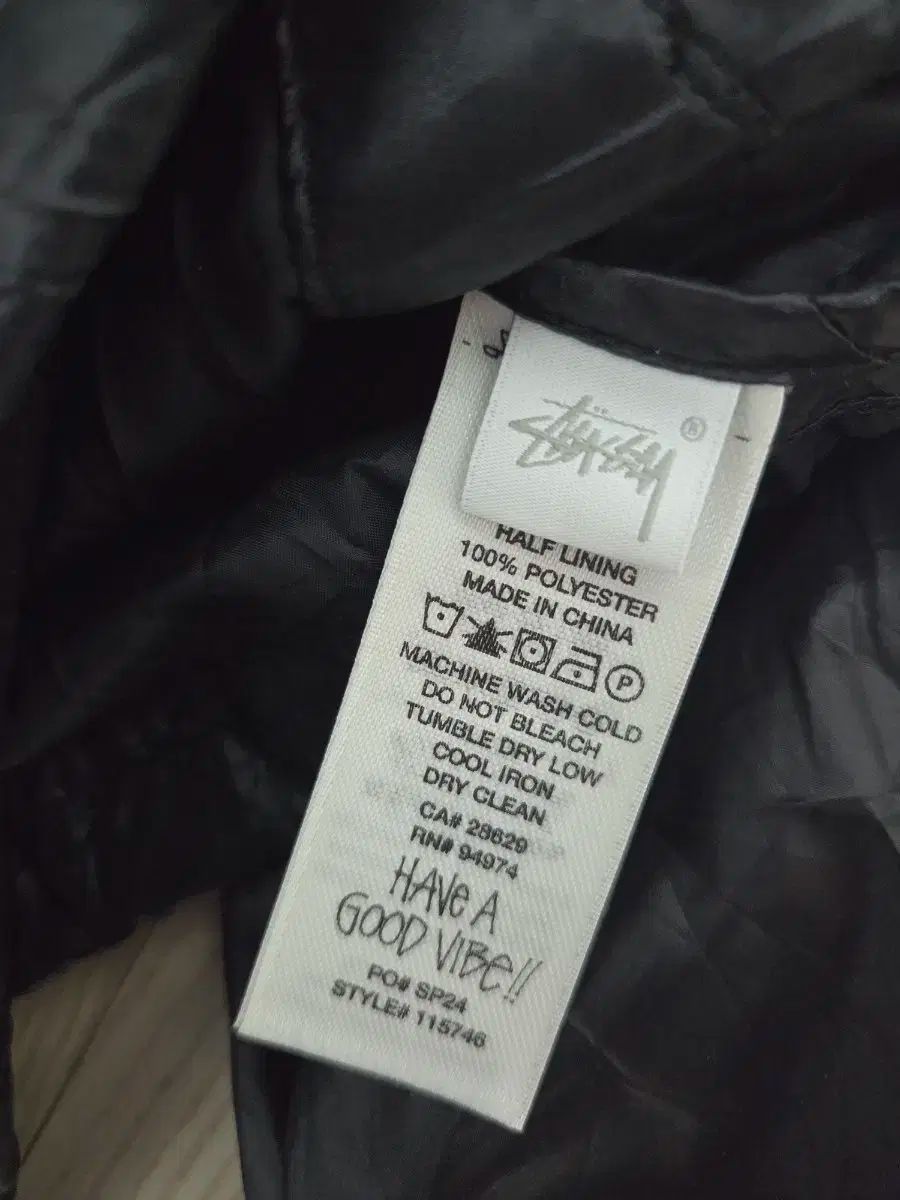 STÜSSY ®
HALF LINING
100% POLYESTER
MADE IN CHINA
P
MACHINE WASH COLD
DO NOT BLEACH
TUMBLE DRY LOW
COOL IRON
DRY CLEAN
CA# 28629
RN# 94974
HAVE A
GOOD VIBE!!
PO# SP24
STYLE# 115746